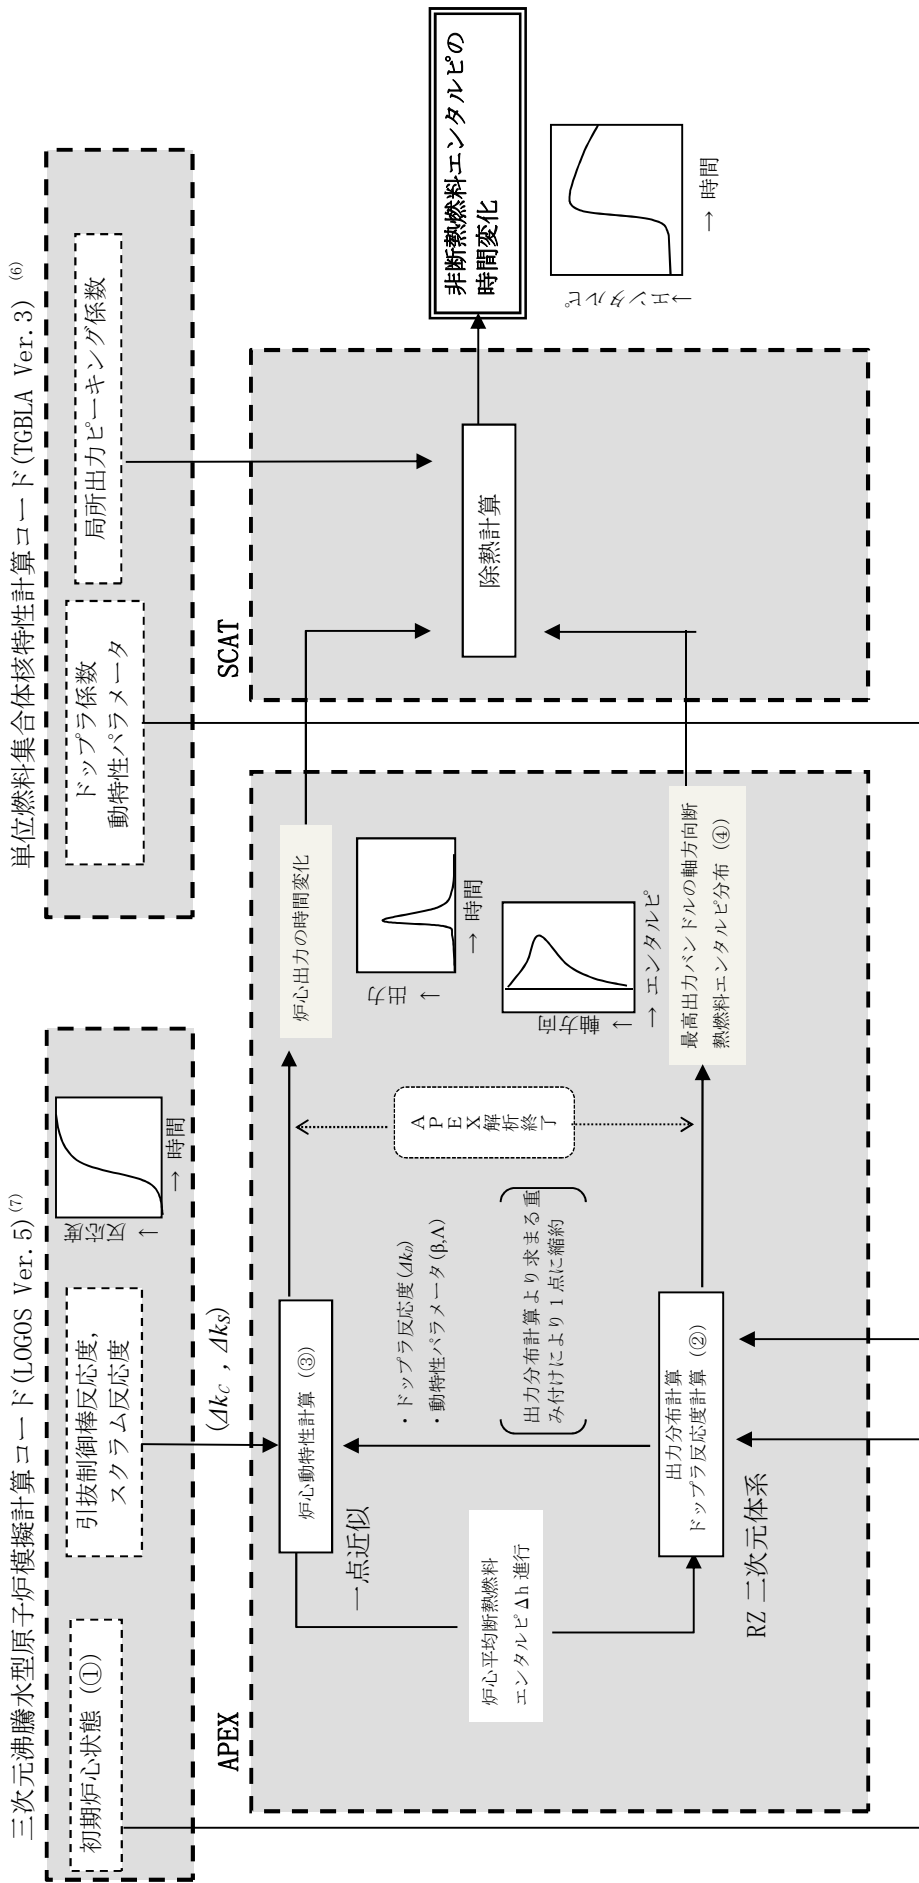 三次元沸騰水型原子炉模擬計算コード(LOGOS Ver.5)(7)
初期炉心状態 (①)
引抜制御棒反応度,
スクラム反応度
→ 反応度
→ 時間
単位燃料集合体核特性計算コード(TGBLA Ver.3) (6)
ドップラ係数
動特性パラメータ
局所出力ピーキング係数
(Δkc , Δks)
APEX
炉心動特性計算 (③)
一点近似
炉心平均断熱燃料
エンタルピ Δh 進行
・ドップラ反応度(ΔkD)
・動特性パラメータ(β,Λ)
出力分布計算より求まる重
み付けにより1点に縮約
出力分布計算
ドップラ反応度計算 (②)
RZ 二次元体系
APEX解析終了
炉心出力の時間変化
→ 出力
→ 時間
→ 軸方向
→ エンタルピ
最高出力バンドルの軸方向断
熱燃料エンタルピ分布 (④)
SCAT
除熱計算
非断熱燃料エンタルピの
時間変化
→エンタルピ
→ 時間